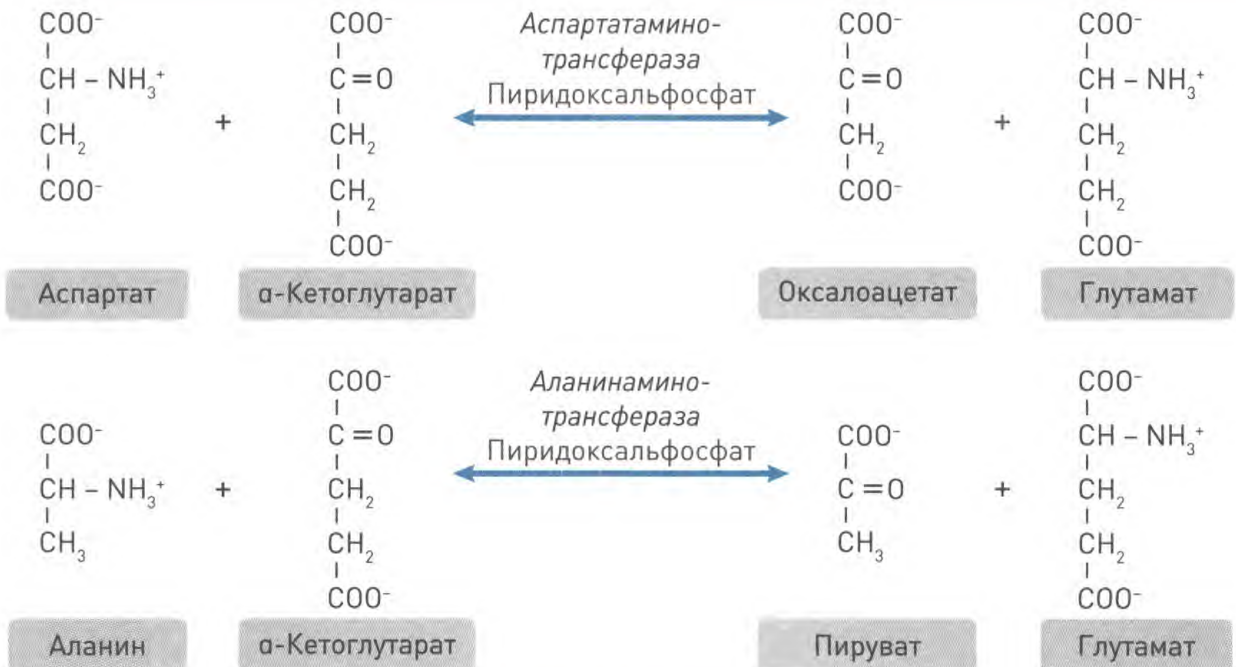 COO⁻ COO⁻ Аспартатамино- COO⁻ COO⁻
CH – NH₃⁺ C=O трансфераза C=O CH – NH₃⁺
Пиридоксальфосфат
+ +
CH₂ CH₂ CH₂ CH₂
COO⁻ CH₂ COO⁻ CH₂
COO⁻ COO⁻
Аспартат α-Кетоглутарат Оксалоацетат Глутамат
COO⁻ Аланинамино- COO⁻
COO⁻ C=O трансфераза COO⁻ CH – NH₃⁺
Пиридоксальфосфат
CH – NH₃⁺ + CH₂ C=O + CH₂
CH₃ CH₂ CH₃ CH₂
COO⁻ COO⁻
Аланин α-Кетоглутарат Пируват Глутамат